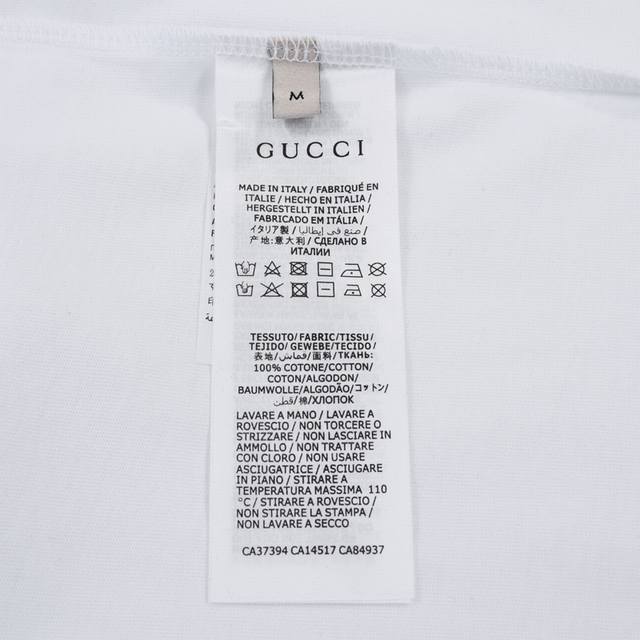 M
GUCCI
MADE IN ITALY / FABRIQUÉ EN
ITALIE / HECHO EN ITALIA /
HERGESTELLT IN ITALIEN /
FABRICADO EM ITÁLIA /
イタリア製 / صنع في إيطاليا /
产地:意大利 / СДЕЛАНО В
ИТАЛИИ
TESSUTO/FABRIC/TISSU/
TEJIDO/GEWEBE/TECIDO/
表地/قماش/面料/ТКАНЬ:
100% COTONE/COTTON/
COTON/ALGODON/
BAUMWOLLE/ALGODÃO/コットン/
قطن/棉/ХЛОПОК
LAVARE A MANO / LAVARE A
ROVESCIO / NON TORCERE O
STRIZZARE / NON LASCIARE IN
AMMOLLO / NON TRATTARE
CON CLORO / NON USARE
ASCIUGATRICE / ASCIUGARE
IN PIANO / STIRARE A
TEMPERATURA MASSIMA 110
°C / STIRARE A ROVESCIO /
NON STIRARE LA STAMPA /
NON LAVARE A SECCO
CA37394 CA14517 CA84937